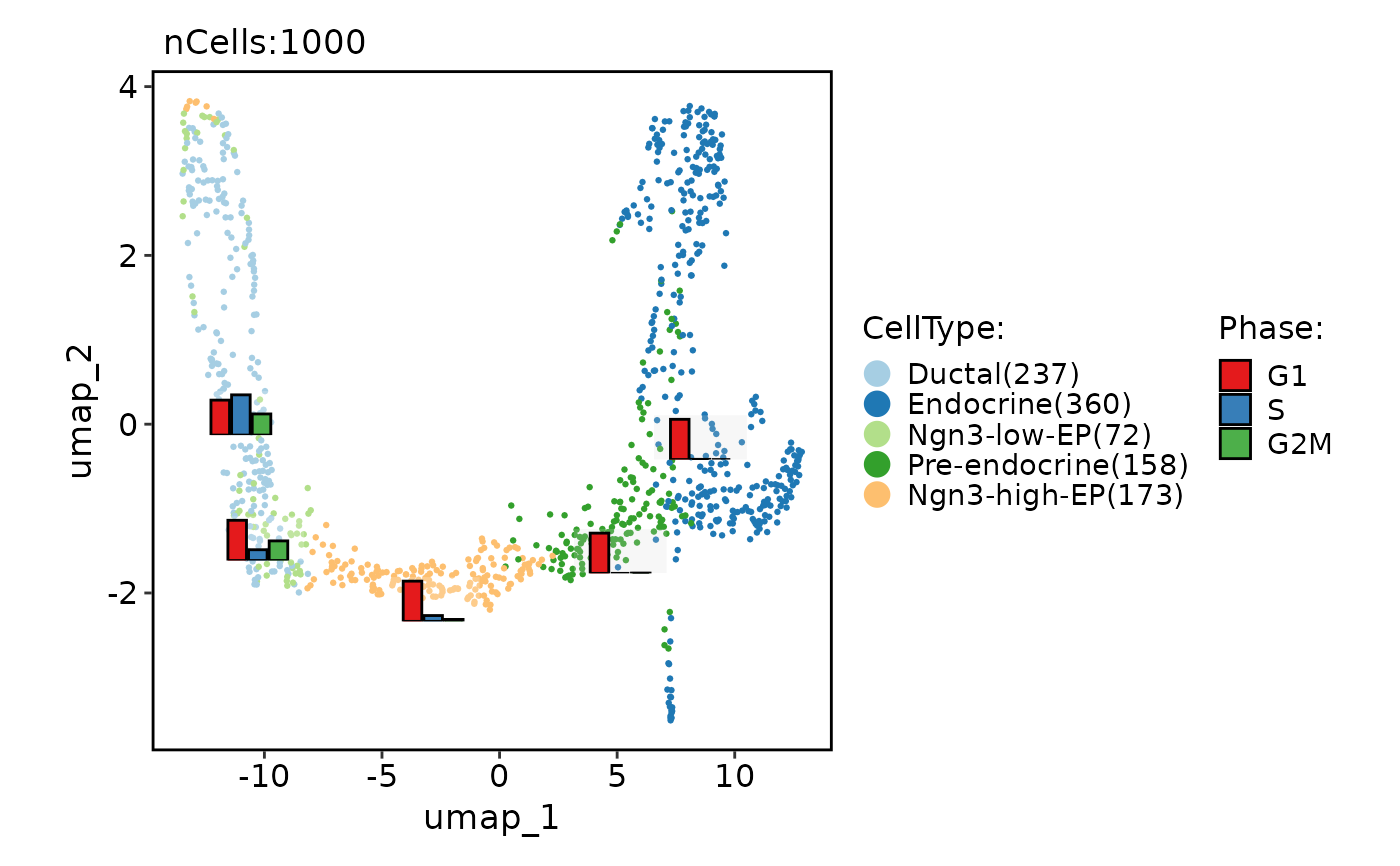 nCells:1000
4
2
0
-2
umap_2
-10 -5 0 5 10
umap_1
CellType:
Ductal(237)
Endocrine(360)
Ngn3-low-EP(72)
Pre-endocrine(158)
Ngn3-high-EP(173)
Phase:
G1
S
G2M